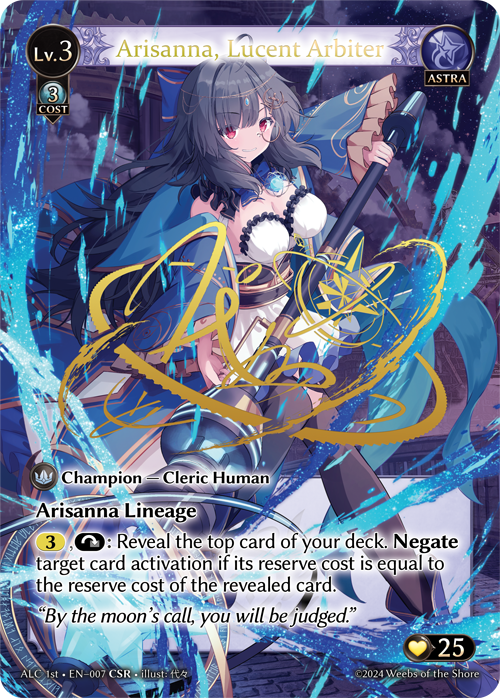 Lv.3
Arisanna, Lucent Arbiter
ASTRA
3
COST
Champion — Cleric Human
Arisanna Lineage
3 , : Reveal the top card of your deck. Negate
target card activation if its reserve cost is equal to
the reserve cost of the revealed card.
“By the moon’s call, you will be judged.”
25
ALC 1st • EN-007 CSR • illust: 代々
©2024 Weebs of the Shore